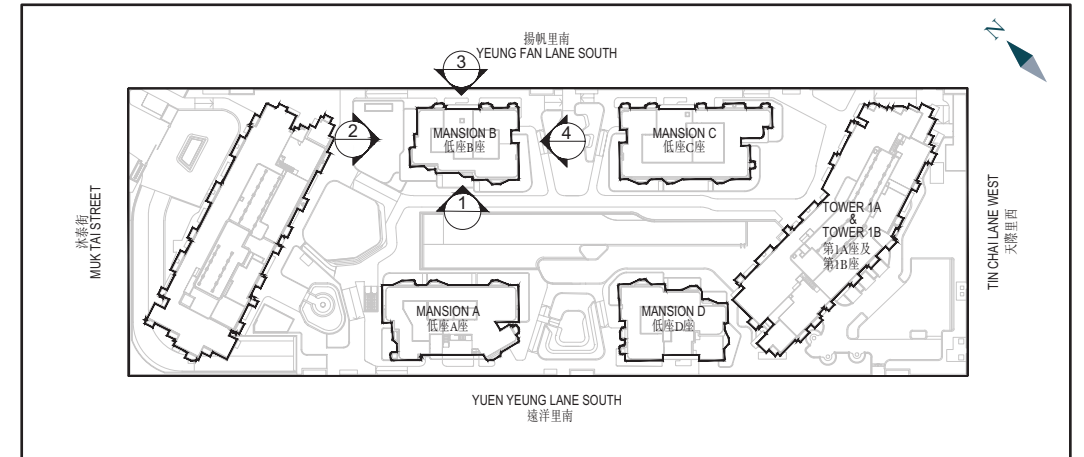 N
揚帆里南
YEUNG FAN LANE SOUTH
3
2
MANSION B
低座B座
4
MANSION C
低座C座
1
沐泰街
MUK TAI STREET
TOWER 1A
&
TOWER 1B
第1A座及
第1B座
TIN CHAI LANE WEST
天際里西
MANSION A
低座A座
MANSION D
低座D座
YUEN YEUNG LANE SOUTH
遠洋里南